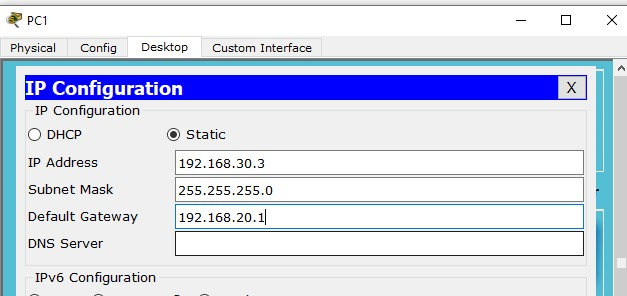 PC1
Physical Config Desktop Custom Interface
IP Configuration X
IP Configuration
DHCP Static
IP Address 192.168.30.3
Subnet Mask 255.255.255.0
Default Gateway 192.168.20.1
DNS Server
IPv6 Configuration